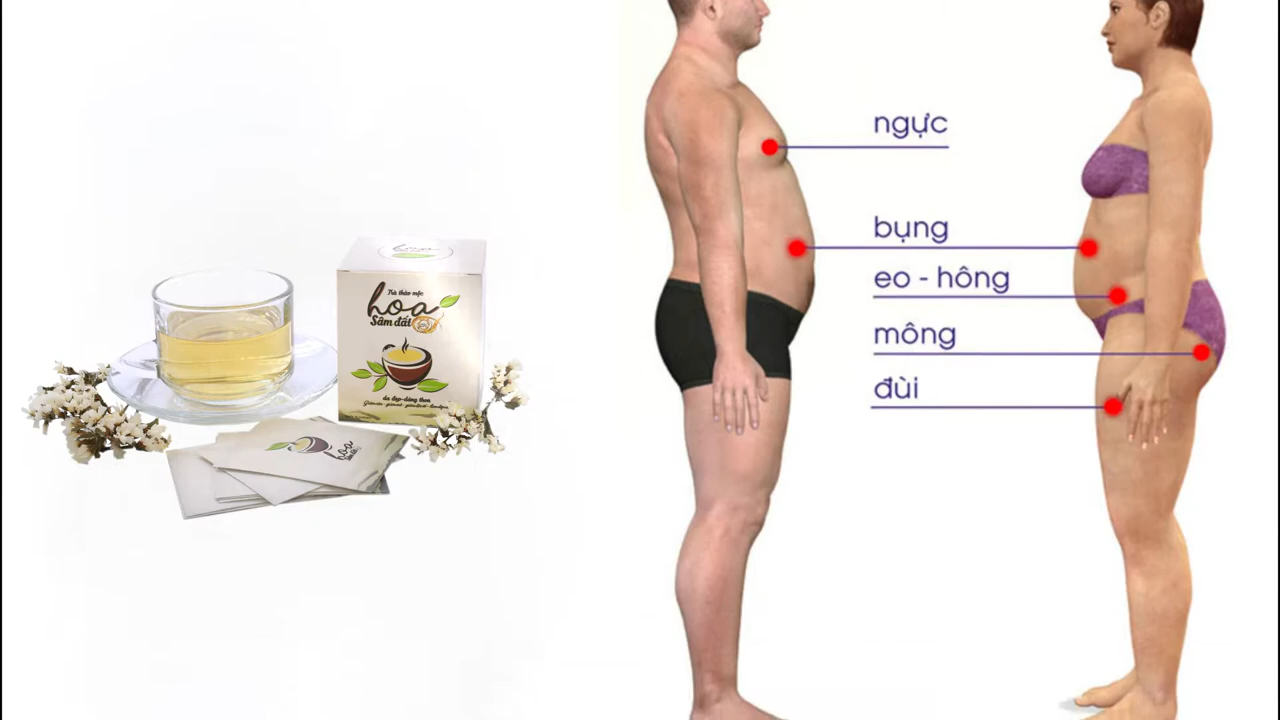 Trà thảo mộc
hoa
Sâm đất
da đẹp-dáng thon
hoa
ngực
bụng
eo - hông
mông
đùi